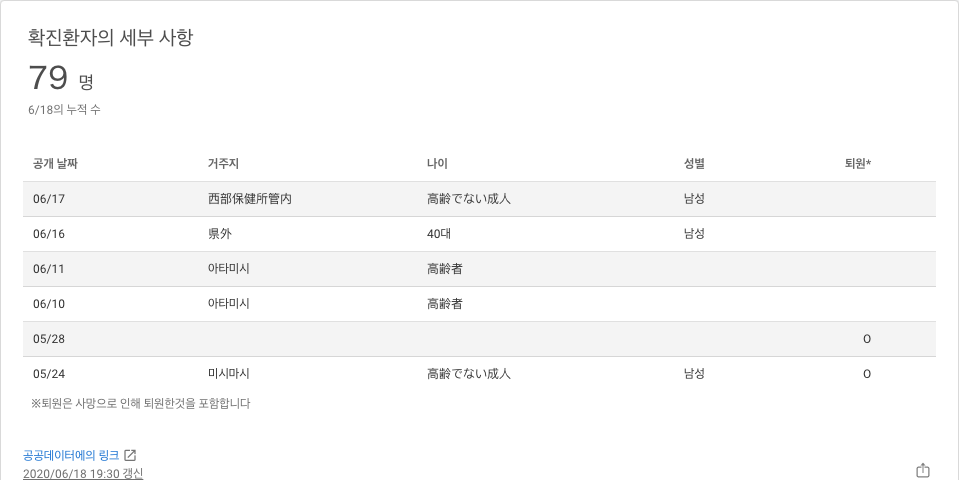 확진환자의 세부 사항
79 명
6/18의 누적 수
공개 날짜 거주지 나이 성별 퇴원*
06/17 西部保健所管内 高齢でない成人 남성
06/16 県外 40대 남성
06/11 아타미시 高齢者
06/10 아타미시 高齢者
05/28 O
05/24 미시마시 高齢でない成人 남성 O
※퇴원은 사망으로 인해 퇴원한것을 포함합니다
공공데이터에의 링크
2020/06/18 19:30 갱신